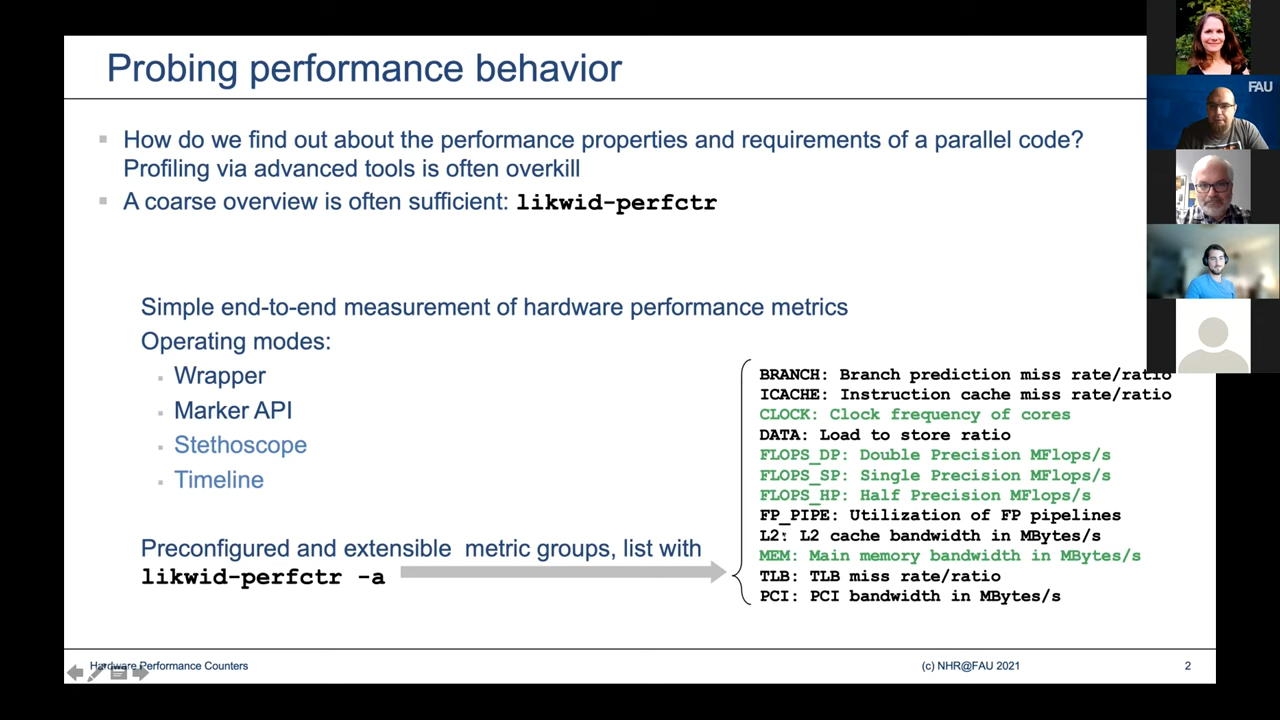 Probing performance behavior
How do we find out about the performance properties and requirements of a parallel code?
Profiling via advanced tools is often overkill
A coarse overview is often sufficient: likwid-perfctr
Simple end-to-end measurement of hardware performance metrics
Operating modes:
Wrapper
Marker API
Stethoscope
Timeline
Preconfigured and extensible metric groups, list with
likwid-perfctr -a
BRANCH: Branch prediction miss rate/ratio
ICACHE: Instruction cache miss rate/ratio
CLOCK: Clock frequency of cores
DATA: Load to store ratio
FLOPS_DP: Double Precision MFlops/s
FLOPS_SP: Single Precision MFlops/s
FLOPS_HP: Half Precision MFlops/s
FP_PIPE: Utilization of FP pipelines
L2: L2 cache bandwidth in MBytes/s
MEM: Main memory bandwidth in MBytes/s
TLB: TLB miss rate/ratio
PCI: PCI bandwidth in MBytes/s
Hardware Performance Counters
(c) NHR@FAU 2021
2
FAU